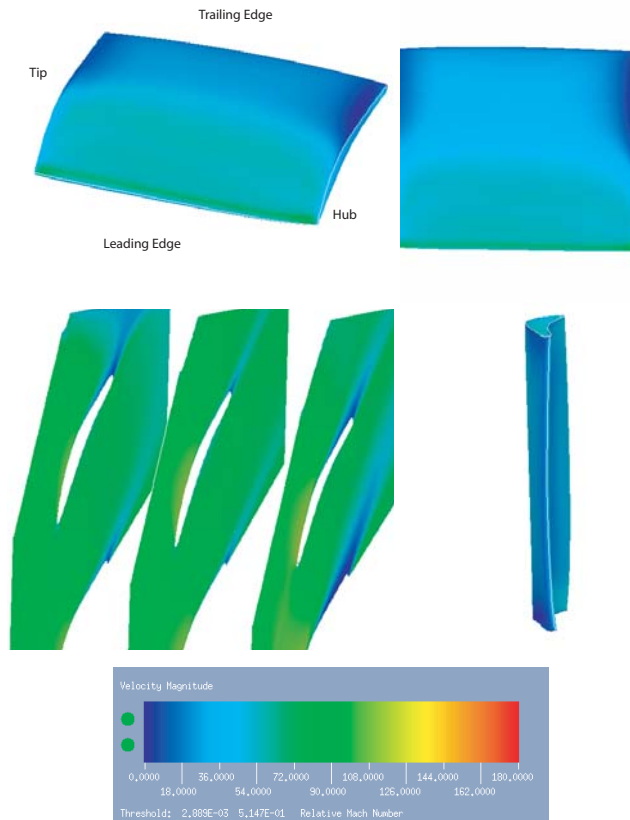 Trailing Edge
Tip
Hub
Leading Edge
Velocity Magnitude
0.0000 36.0000 72.0000 108.0000 144.0000 180.0000
18.0000 54.0000 90.0000 126.0000 162.0000
Threshold: 2.889E-03 5.147E-01 Relative Mach Number